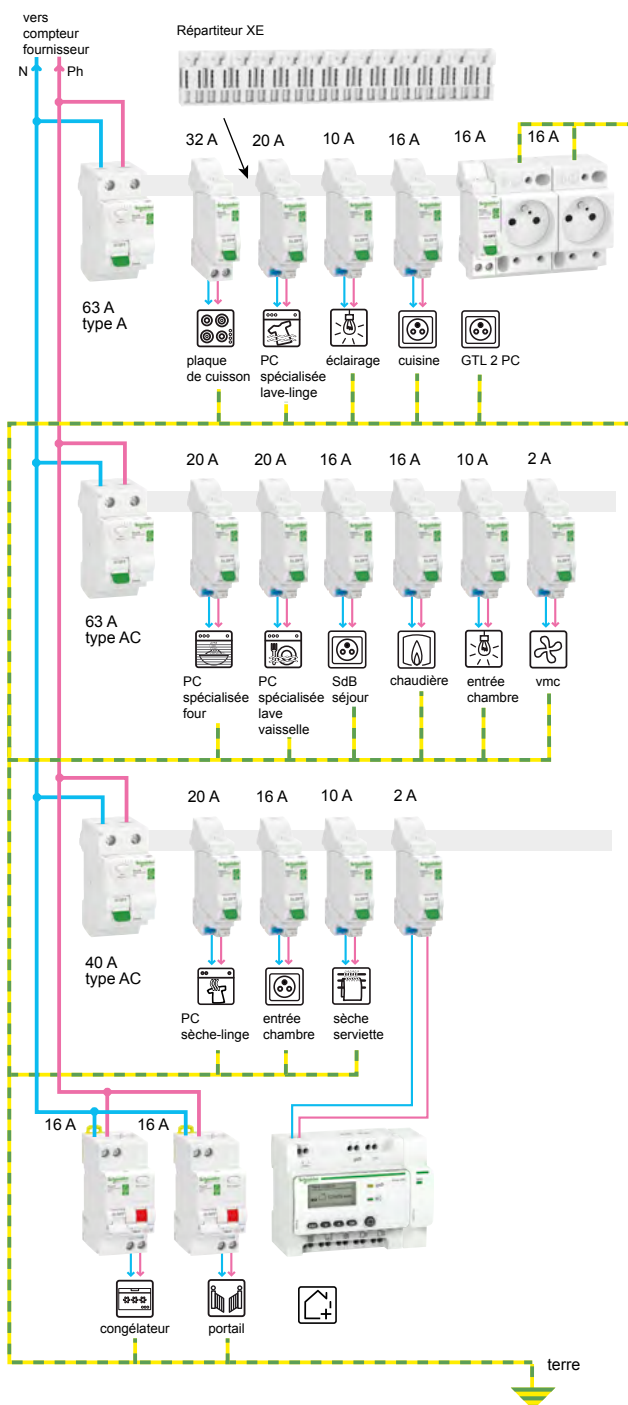 vers
compteur
fournisseur
N
Ph
Répartiteur XE
32 A
20 A
10 A
16 A
16 A
16 A
63 A
type A
plaque
de cuisson
PC
spécialisée
lave-linge
éclairage
cuisine
GTL 2 PC
20 A
20 A
16 A
16 A
10 A
2 A
63 A
type AC
PC
spécialisée
four
PC
spécialisée
lave
vaisselle
SdB
séjour
chaudière
entrée
chambre
vmc
20 A
16 A
10 A
2 A
40 A
type AC
PC
sèche-linge
entrée
chambre
sèche
serviette
16 A
16 A
congélateur
portail
terre